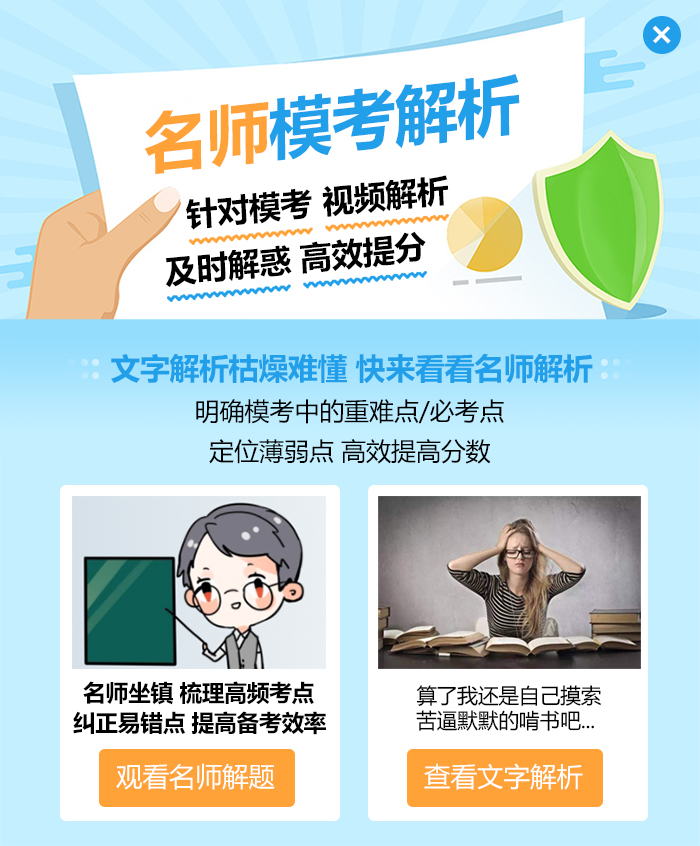 名师模考解析
针对模考 视频解析
及时解惑 高效提分
文字解析枯燥难懂 快来看看名师解析
明确模考中的重难点/必考点
定位薄弱点 高效提高分数
名师坐镇 梳理高频考点
纠正易错点 提高备考效率
观看名师解题
算了我还是自己摸索
苦逼默默的啃书吧...
查看文字解析